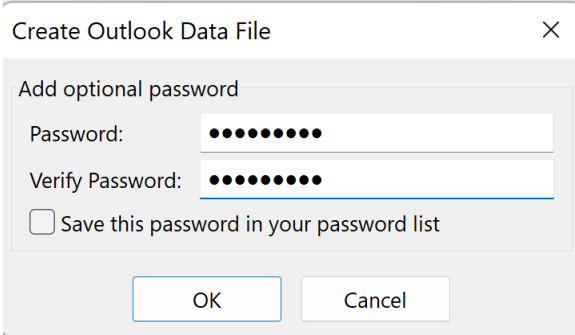 Create Outlook Data File
Add optional password
Password: ●●●●●●●●●
Verify Password: ●●●●●●●●●
Save this password in your password list
OK Cancel